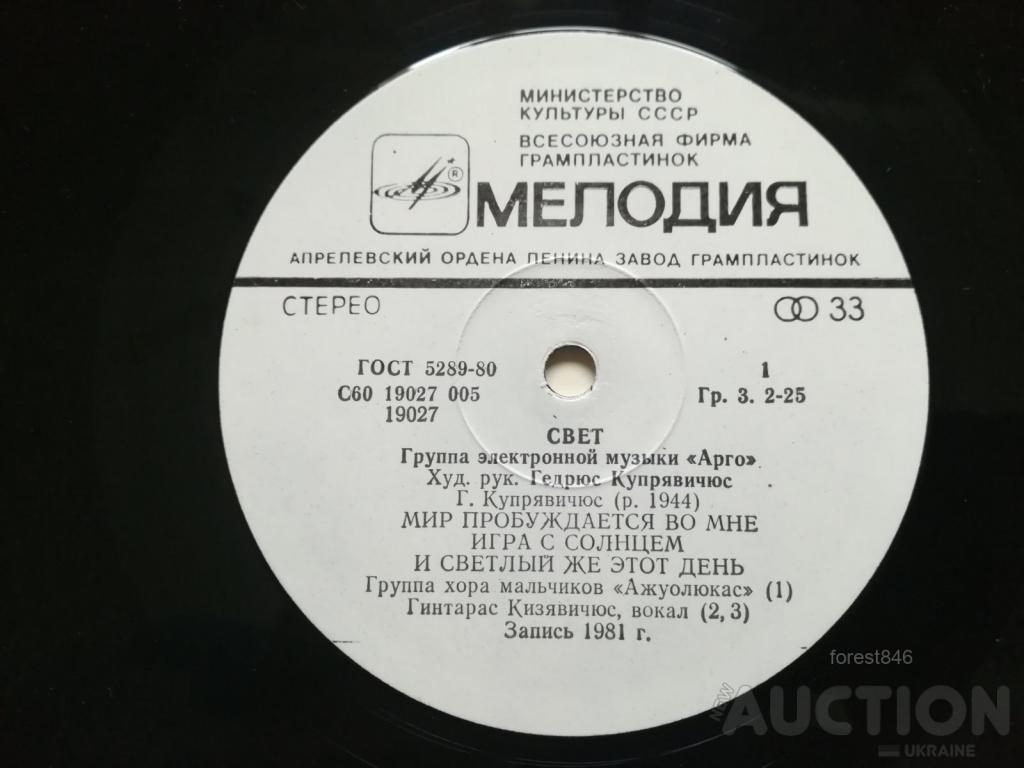 МИНИСТЕРСТВО
КУЛЬТУРЫ СССР
ВСЕСОЮЗНАЯ ФИРМА
ГРАМПЛАСТИНОК
®
МЕЛОДИЯ
АПРЕЛЕВСКИЙ ОРДЕНА ЛЕНИНА ЗАВОД ГРАМПЛАСТИНОК
СТЕРЕО 33
ГОСТ 5289-80 1
С60 19027 005 Гр. 3. 2-25
19027
СВЕТ
Группа электронной музыки «Арго»
Худ. рук. Гедрюс Купрявичюс
Г. Купрявичюс (р. 1944)
МИР ПРОБУЖДАЕТСЯ ВО МНЕ
ИГРА С СОЛНЦЕМ
И СВЕТЛЫЙ ЖЕ ЭТОТ ДЕНЬ
Группа хора мальчиков «Ажуолюкас» (1)
Гинтарас Кизявичюс, вокал (2, 3)
Запись 1981 г.
forest846
NEW AUCTION
UKRAINE